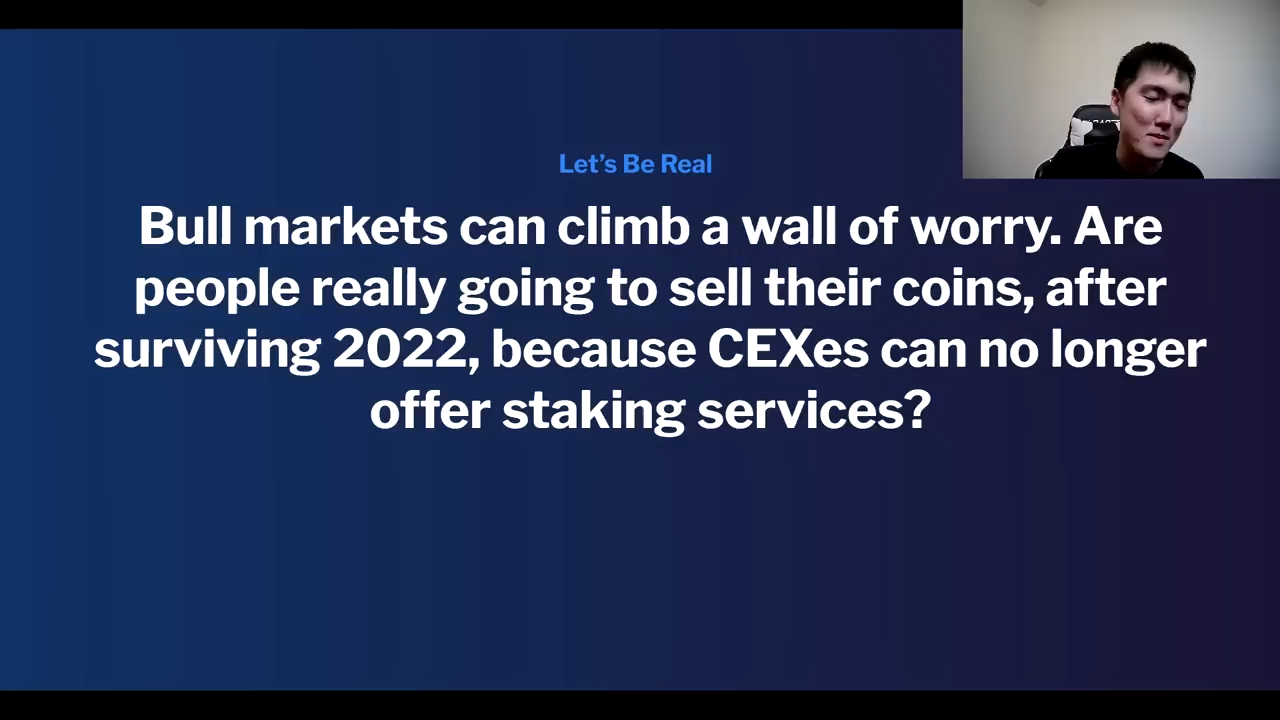 Let’s Be Real
Bull markets can climb a wall of worry. Are
people really going to sell their coins, after
surviving 2022, because CEXes can no longer
offer staking services?